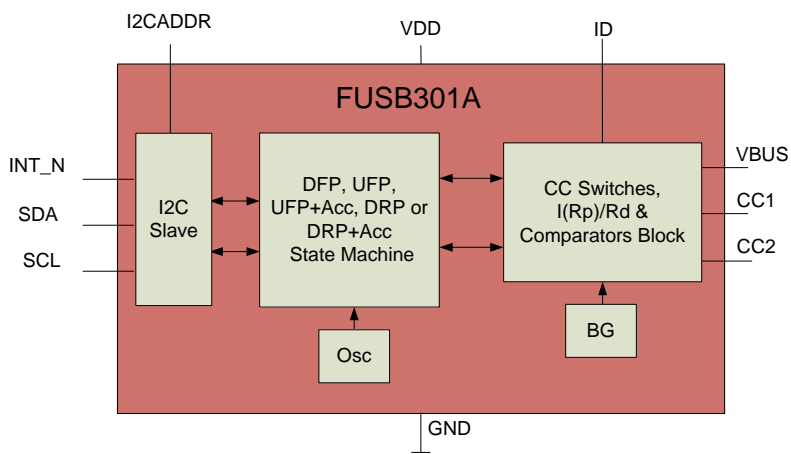 I2CADDR
VDD
ID
FUSB301A
INT_N
SDA
SCL
I2C
Slave
DFP, UFP,
UFP+Acc, DRP or
DRP+Acc
State Machine
CC Switches,
I(Rp)/Rd &
Comparators Block
VBUS
CC1
CC2
Osc
BG
GND